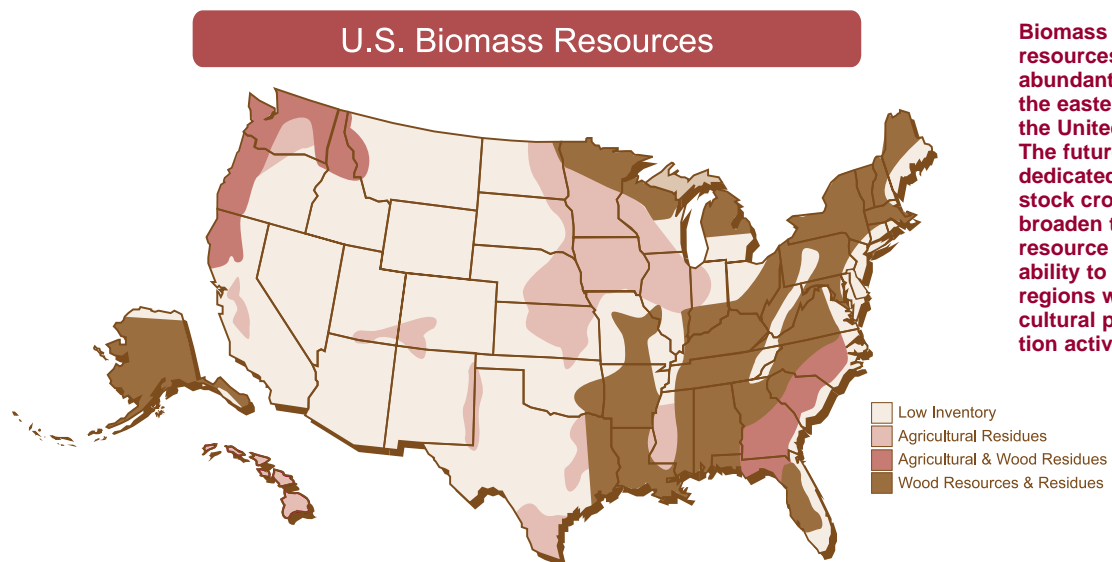 U.S. Biomass Resources
Biomass
resources
abundant
the easte
the United
The futur
dedicated
stock cro
broaden t
resource
ability to
regions w
cultural p
tion activ
Low Inventory
Agricultural Residues
Agricultural & Wood Residues
Wood Resources & Residues